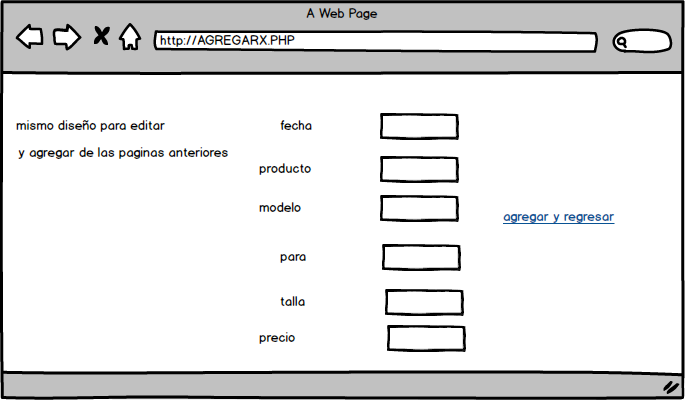 A Web Page
http://AGREGARX.PHP
mismo diseño para editar
y agregar de las paginas anteriores
fecha
producto
modelo
agregar y regresar
para
talla
precio